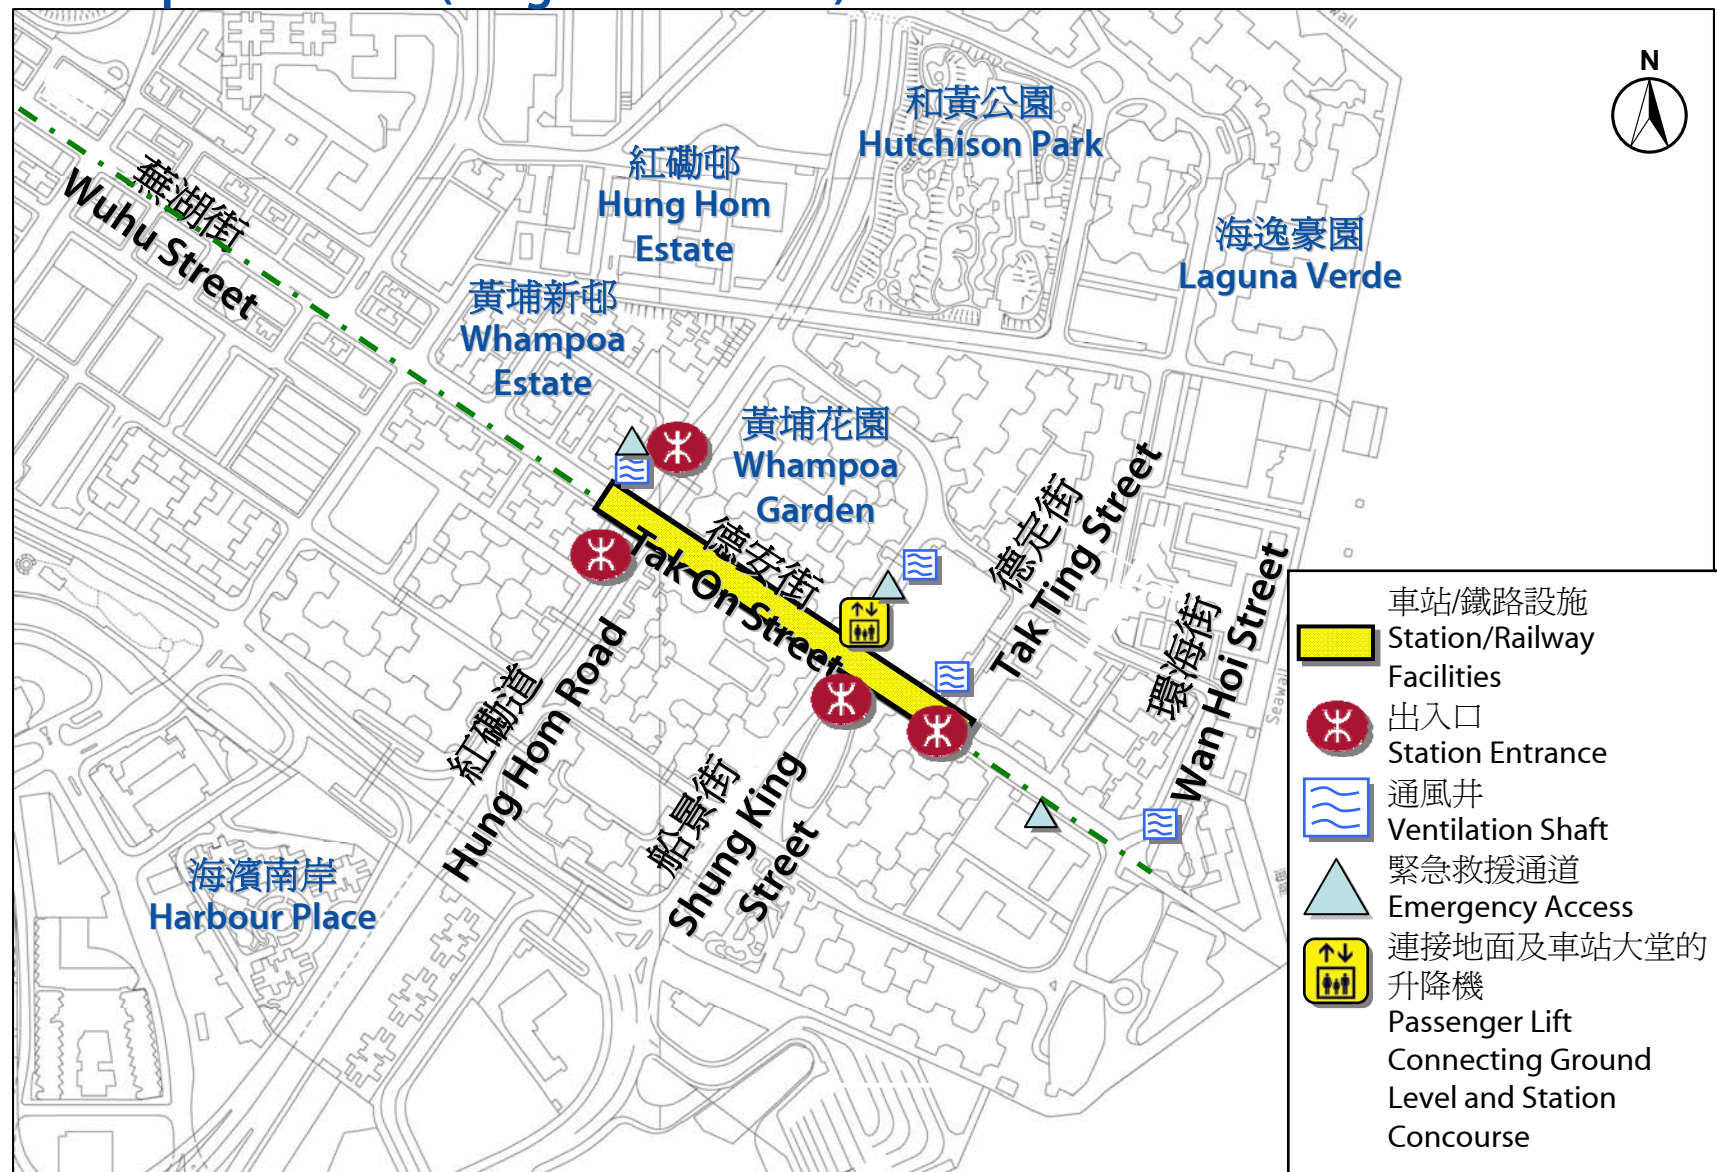 N
和黃公園
Hutchison Park
紅磡邨
Hung Hom
Estate
海逸豪園
Laguna Verde
蕪湖街
Wuhu Street
黃埔新邨
Whampoa
Estate
黃埔花園
Whampoa
Garden
德安街
Tak On Street
德定街
Tak Ting Street
環海街
Wan Hoi Street
紅磡道
Hung Hom Road
船景街
Shung King
Street
海濱南岸
Harbour Place
Seawall
車站/鐵路設施
Station/Railway
Facilities
出入口
Station Entrance
通風井
Ventilation Shaft
緊急救援通道
Emergency Access
連接地面及車站大堂的
升降機
Passenger Lift
Connecting Ground
Level and Station
Concourse